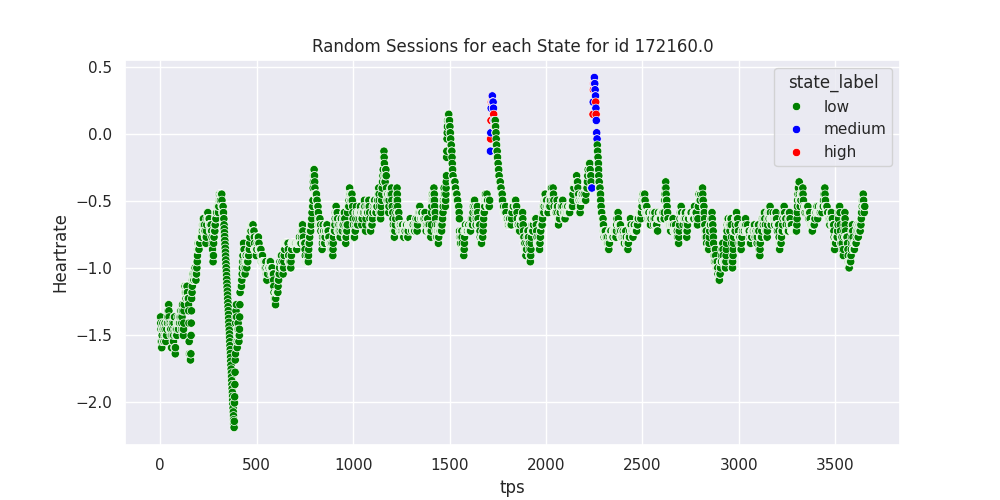 Random Sessions for each State for id 172160.0
state_label
low
medium
high
Heartrate
0.5
0.0
−0.5
−1.0
−1.5
−2.0
0 500 1000 1500 2000 2500 3000 3500
tps